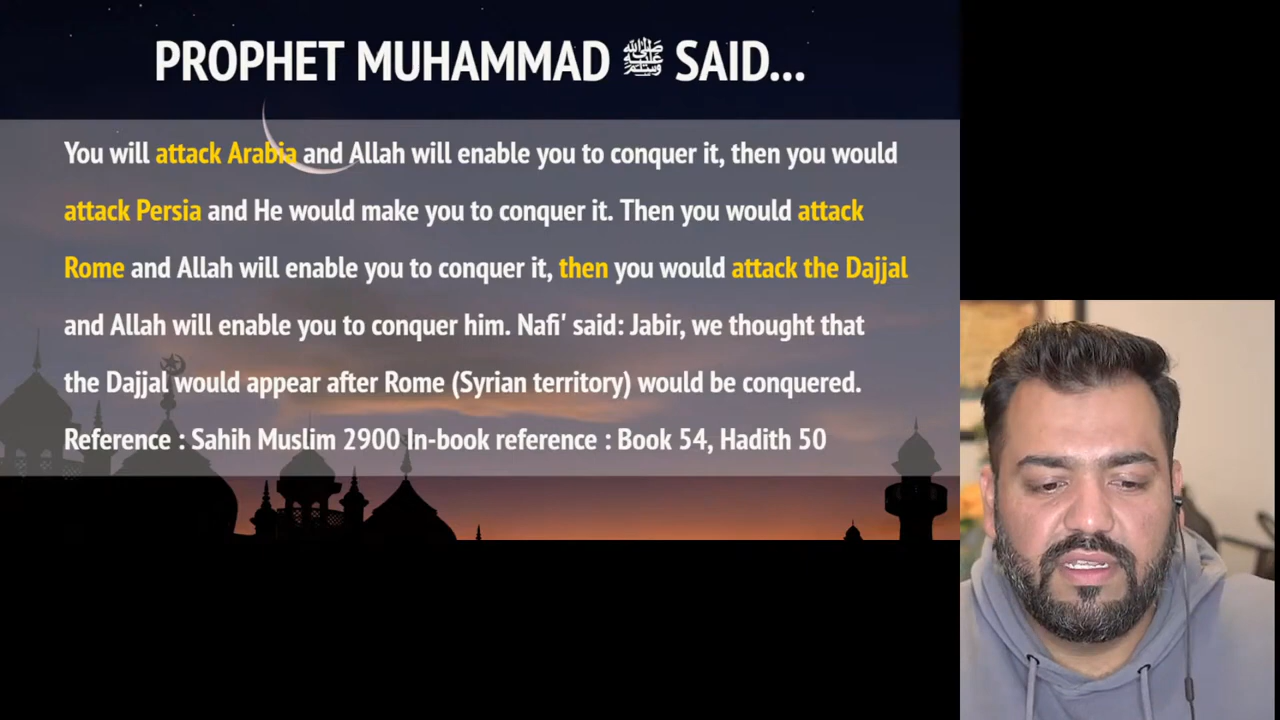 PROPHET MUHAMMAD ﷺ SAID...
You will attack Arabia and Allah will enable you to conquer it, then you would
attack Persia and He would make you to conquer it. Then you would attack
Rome and Allah will enable you to conquer it, then you would attack the Dajjal
and Allah will enable you to conquer him. Nafi' said: Jabir, we thought that
the Dajjal would appear after Rome (Syrian territory) would be conquered.
Reference : Sahih Muslim 2900 In-book reference : Book 54, Hadith 50